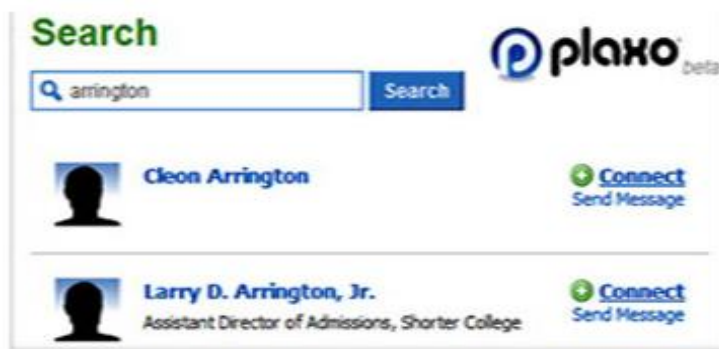 Search
plaxo beta
arrington Search
Cleon Arrington
Connect
Send Message
Larry D. Arrington, Jr.
Connect
Assistant Director of Admissions, Shorter College
Send Message